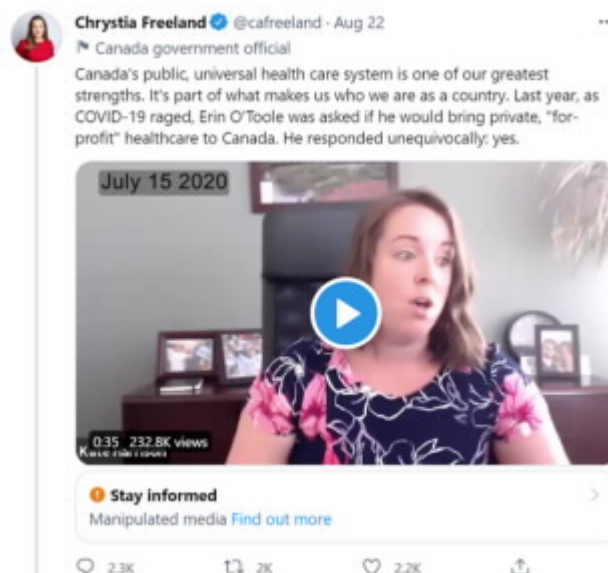 Chrystia Freeland @cafreeland · Aug 22
Canada government official
Canada's public, universal health care system is one of our greatest
strengths. It's part of what makes us who we are as a country. Last year, as
COVID-19 raged, Erin O'Toole was asked if he would bring private, "for-
profit" healthcare to Canada. He responded unequivocally: yes.
July 15 2020
0:35 232.8K views
Kate Harrison
Stay informed
Manipulated media Find out more
2.3K 2K 2.2K